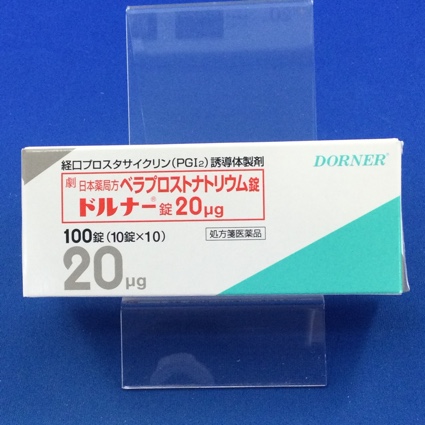 経口プロスタサイクリン(PGI₂)誘導体製剤
DORNER®
劇 日本薬局方 ベラプロストナトリウム錠
ドルナー®錠20μg
100錠(10錠×10)
処方箋医薬品
20μg